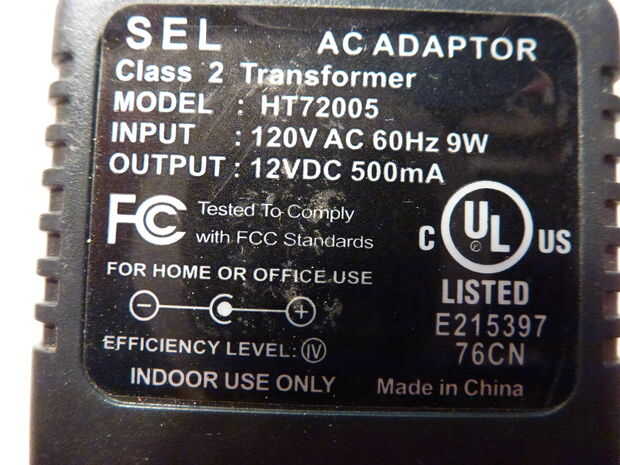 SEL AC ADAPTOR
Class 2 Transformer
MODEL : HT72005
INPUT : 120V AC 60Hz 9W
OUTPUT : 12VDC 500mA
FC Tested To Comply
with FCC Standards
FOR HOME OR OFFICE USE
C UL US
LISTED
E215397
76CN
EFFICIENCY LEVEL: IV
INDOOR USE ONLY
Made in China